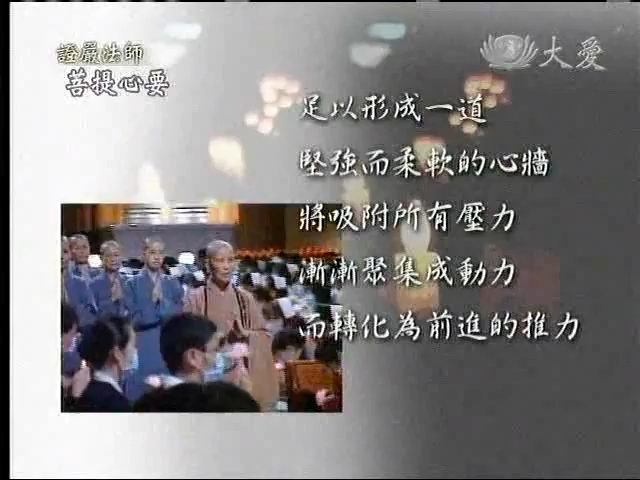 證嚴法師
菩提心要
大愛
足以形成一道
堅強而柔軟的心牆
將吸附所有壓力
漸漸聚集成動力
而轉化為前進的推力